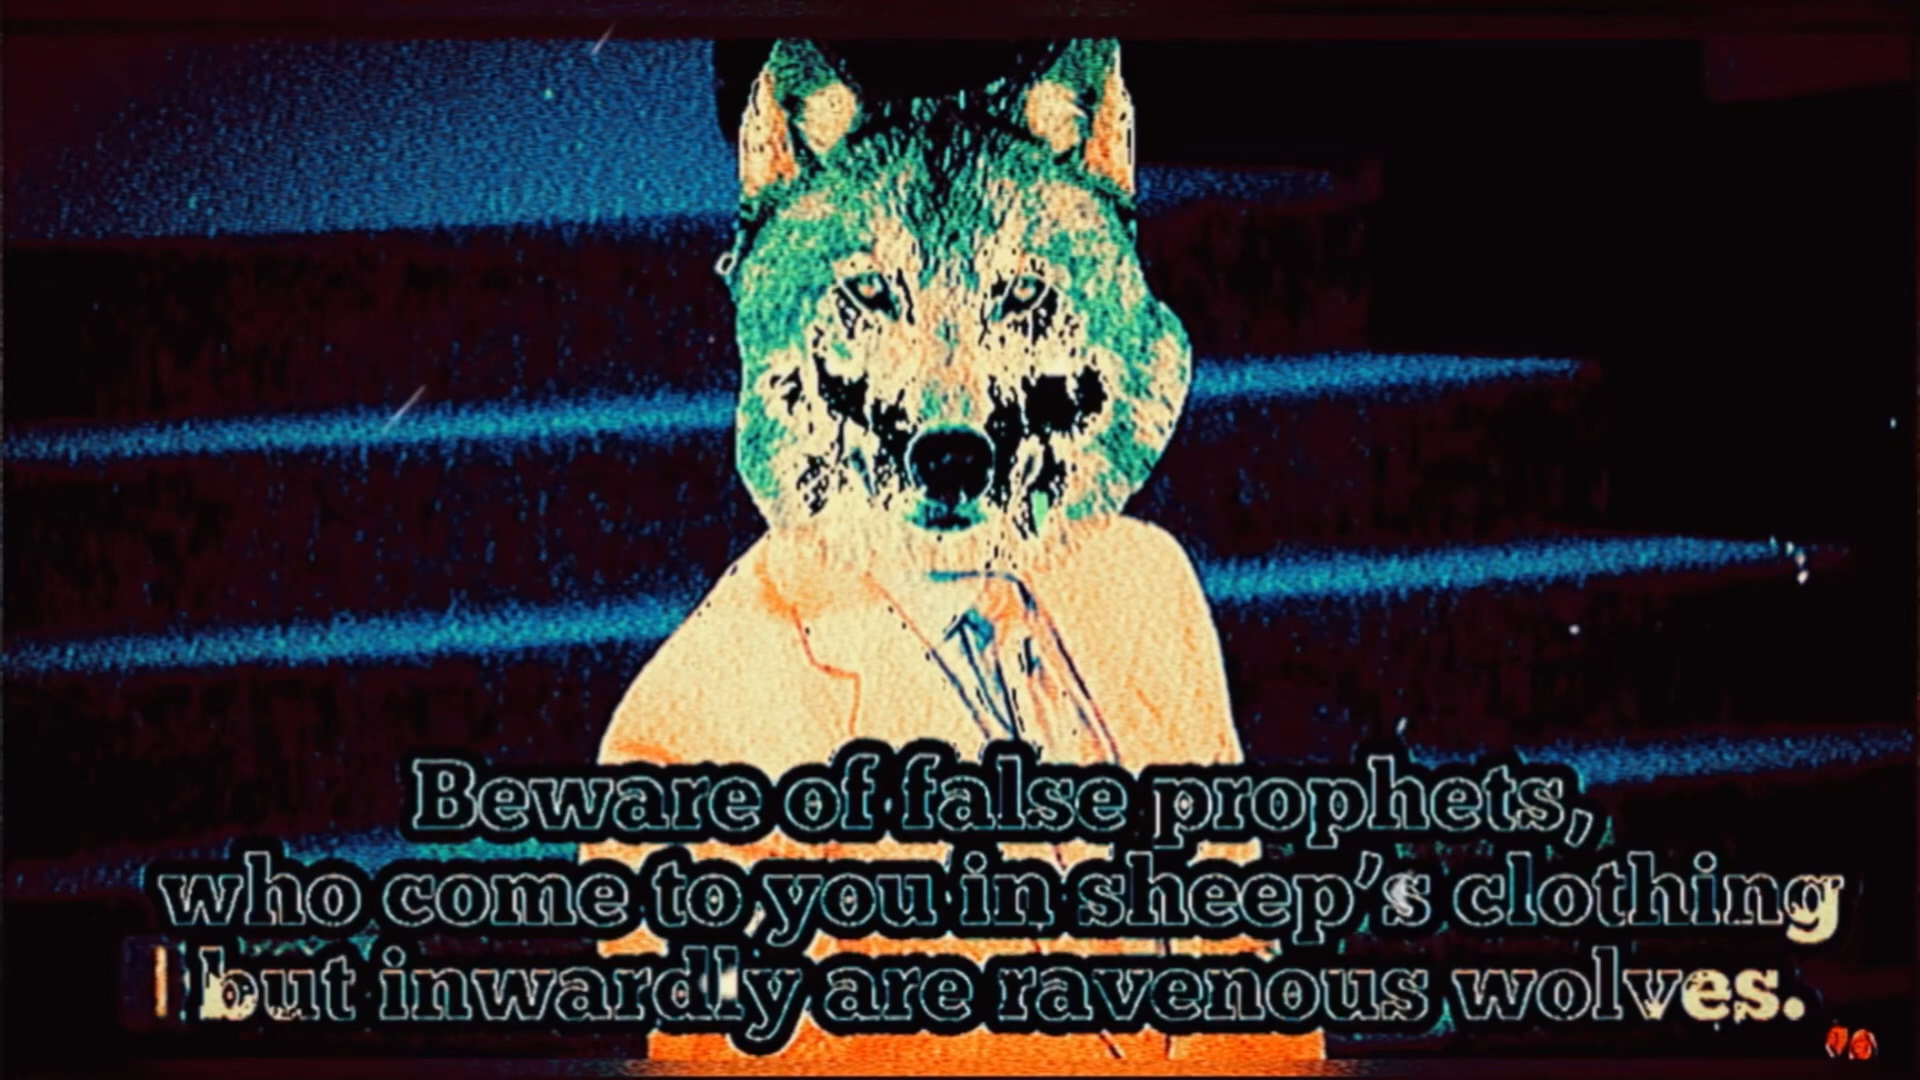 Beware of false prophets,
who come to you in sheep's clothing
but inwardly are ravenous wolves.